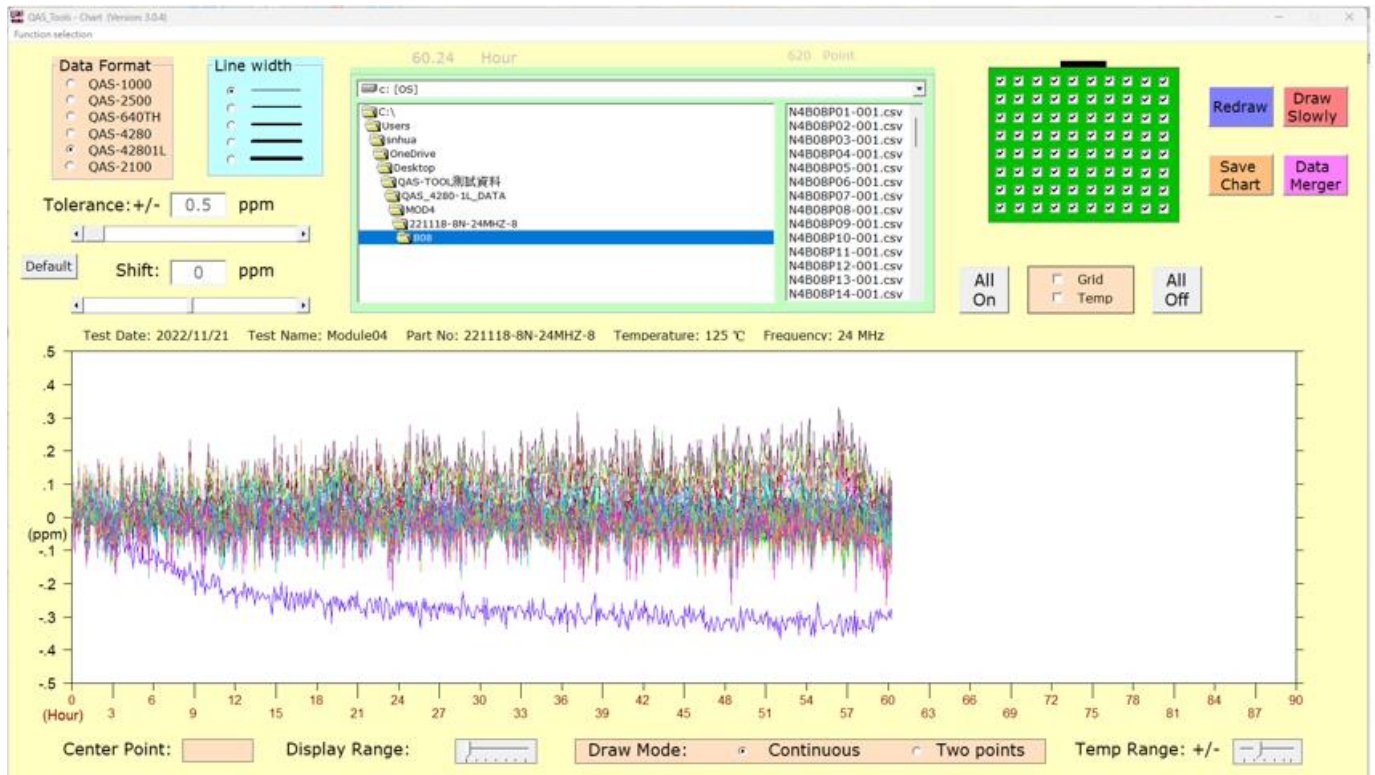 QAS_Tools - Chart (Version: 3.0.4)
Function selection
Data Format
QAS-1000
QAS-2500
QAS-640TH
QAS-4280
QAS-42801L
QAS-2100
Line width
60.24 Hour
620 Point
c: [OS]
C:\
Users
snhua
OneDrive
Desktop
QAS-TOOL測試資料
QAS_4280-1L_DATA
MOD4
221118-8N-24MHZ-8
B08
N4B08P01-001.csv
N4B08P02-001.csv
N4B08P03-001.csv
N4B08P04-001.csv
N4B08P05-001.csv
N4B08P06-001.csv
N4B08P07-001.csv
N4B08P08-001.csv
N4B08P09-001.csv
N4B08P10-001.csv
N4B08P11-001.csv
N4B08P12-001.csv
N4B08P13-001.csv
N4B08P14-001.csv
Redraw
Draw
Slowly
Save
Chart
Data
Merger
Tolerance:+/- 0.5 ppm
Default
Shift: 0 ppm
All
On
Grid
Temp
All
Off
Test Date: 2022/11/21 Test Name: Module04 Part No: 221118-8N-24MHZ-8 Temperature: 125 ℃ Frequency: 24 MHz
.5
.4
.3
.2
.1
0
(ppm)
-.1
-.2
-.3
-.4
-.5
0 6 12 18 24 30 36 42 48 54 60 66 72 78 84 90
(Hour) 3 9 15 21 27 33 39 45 51 57 63 69 75 81 87
Center Point:
Display Range:
Draw Mode: Continuous Two points
Temp Range: +/-